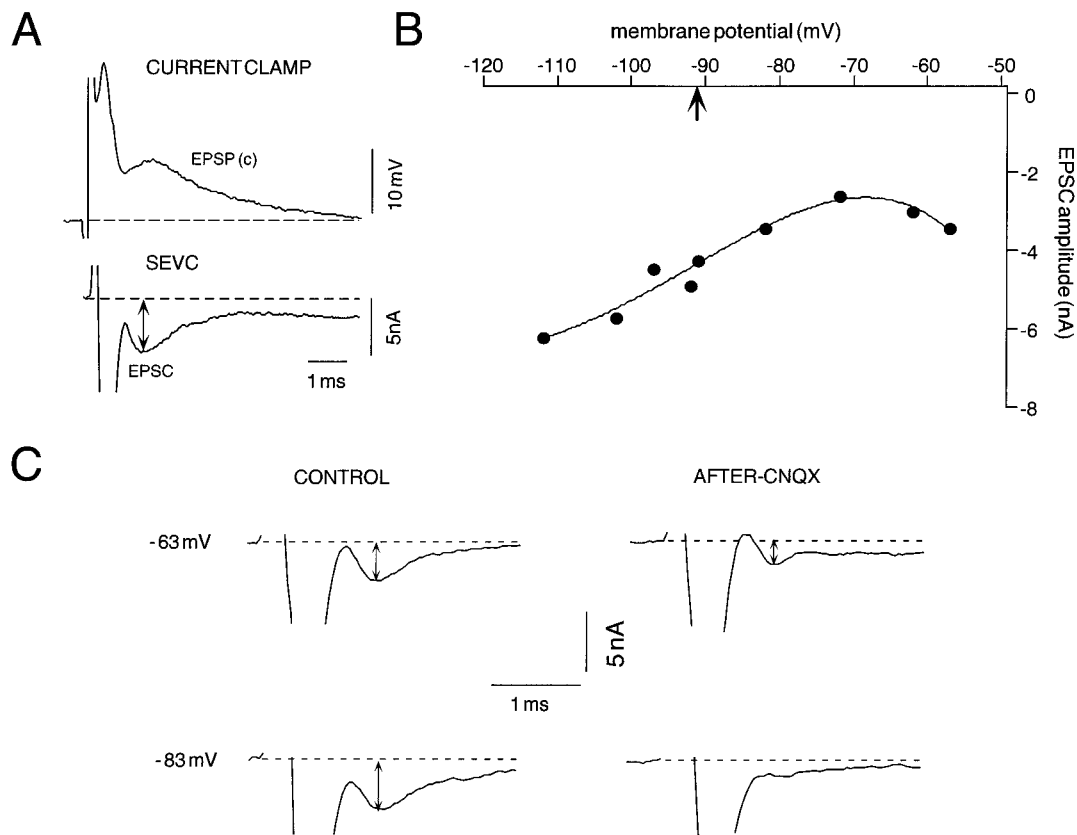 A
CURRENT CLAMP
EPSP (c)
10 mV
SEVC
EPSC
5nA
1 ms
B
membrane potential (mV)
-120 -110 -100 -90 -80 -70 -60 -50
0
-2
-4
-6
-8
EPSC amplitude (nA)
C
CONTROL
AFTER-CNQX
-63 mV
5 nA
1 ms
-83 mV